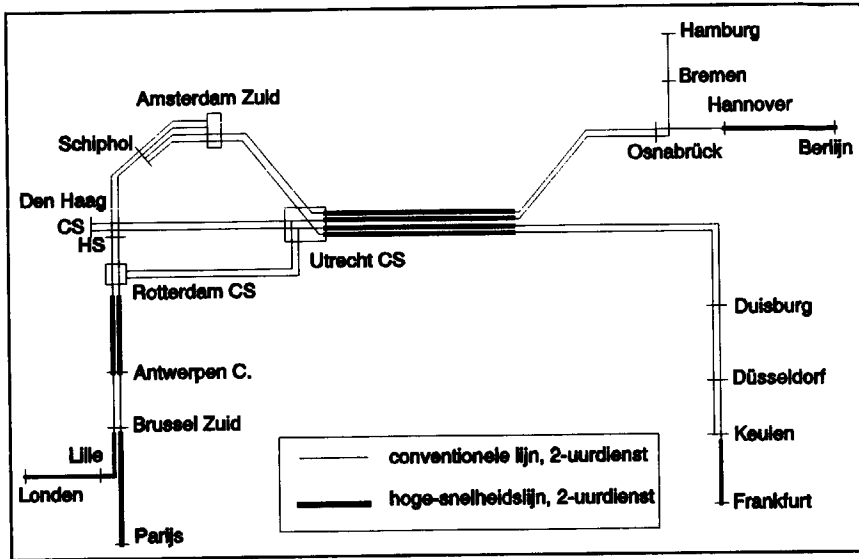 Hamburg
Bremen
Hannover
Amsterdam Zuid
Schiphol
Osnabrück
Berlijn
Den Haag
CS
HS
Utrecht CS
Rotterdam CS
Duisburg
Antwerpen C.
Düsseldorf
Brussel Zuid
Keulen
Lille
conventionele lijn, 2-uurdienst
Londen
hoge-snelheidslijn, 2-uurdienst
Frankfurt
Parijs